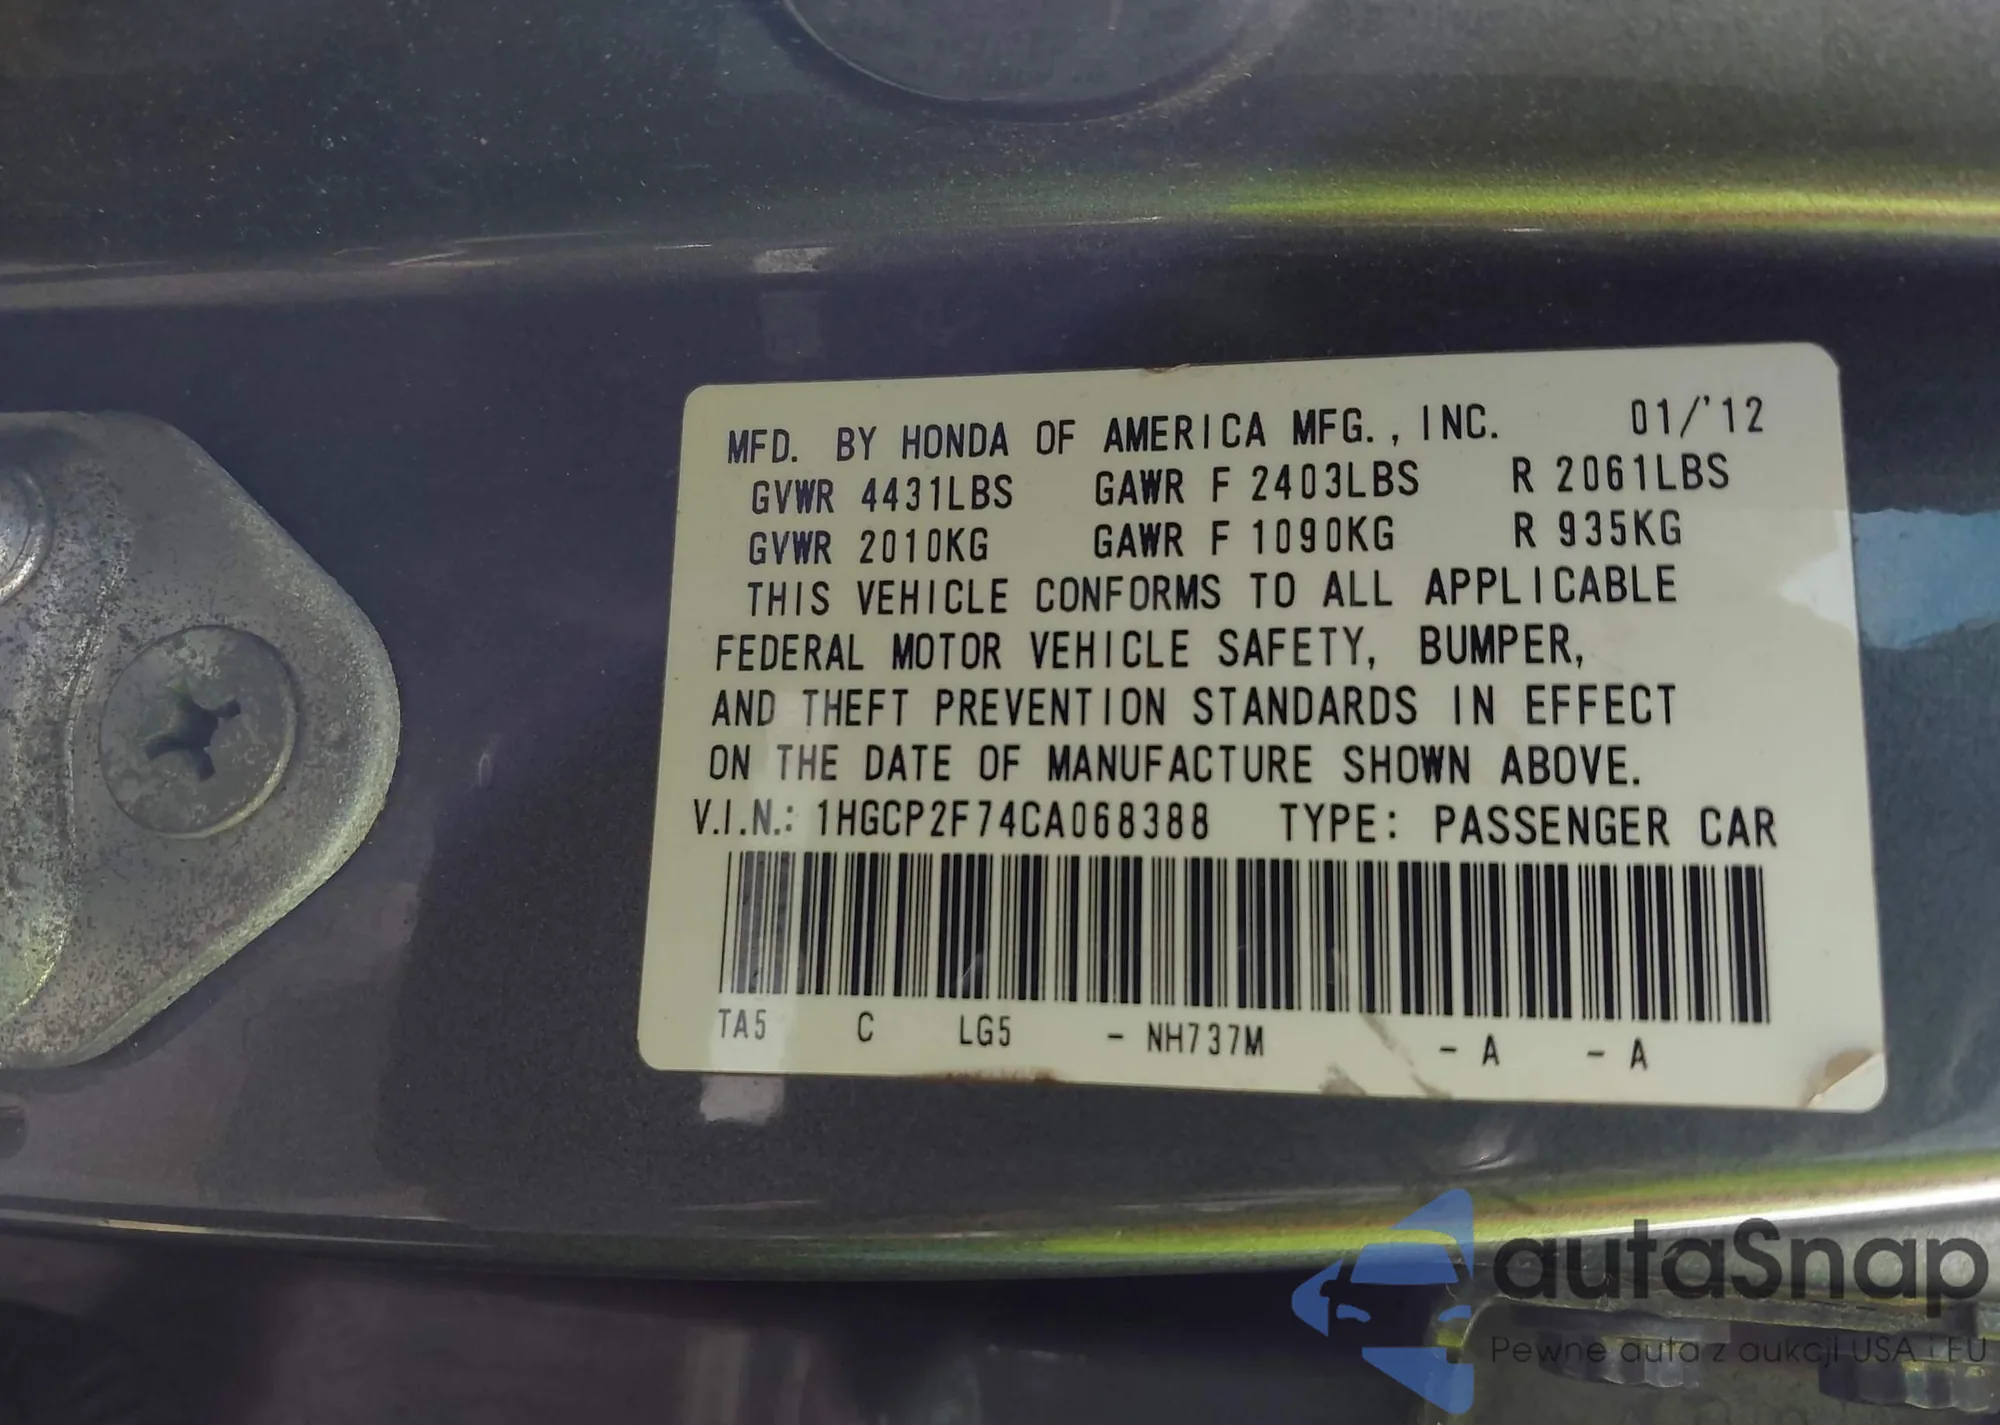 MFD. BY HONDA OF AMERICA MFG., INC. 01/'12
GVWR 4431LBS GAWR F 2403LBS R 2061LBS
GVWR 2010KG GAWR F 1090KG R 935KG
THIS VEHICLE CONFORMS TO ALL APPLICABLE
FEDERAL MOTOR VEHICLE SAFETY, BUMPER,
AND THEFT PREVENTION STANDARDS IN EFFECT
ON THE DATE OF MANUFACTURE SHOWN ABOVE.
V.I.N.: 1HGCP2F74CA068388 TYPE: PASSENGER CAR
TA5 C LG5 - NH737M - A - A
autaSnap
Pewne auta z aukcji USA i EU